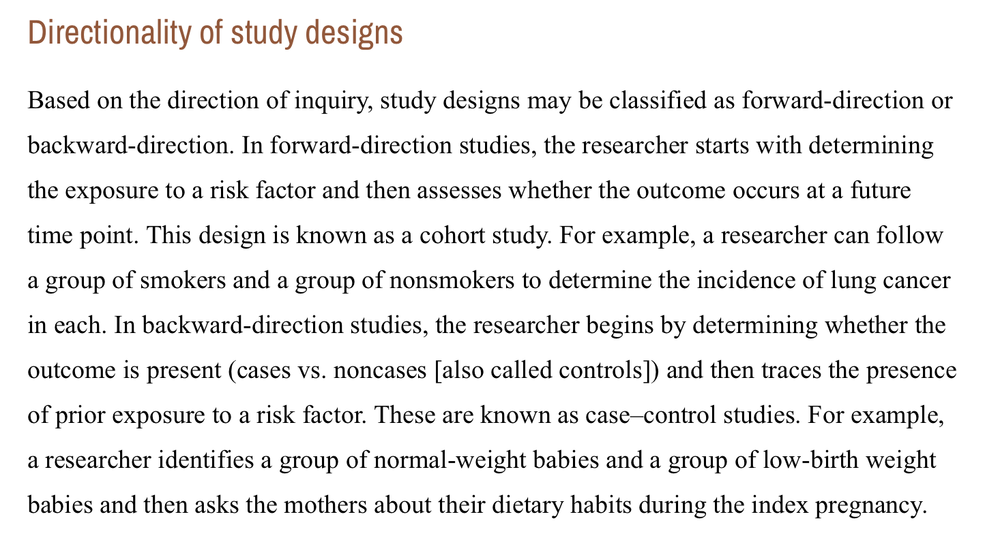 Directionality of study designs
Based on the direction of inquiry, study designs may be classified as forward-direction or
backward-direction. In forward-direction studies, the researcher starts with determining
the exposure to a risk factor and then assesses whether the outcome occurs at a future
time point. This design is known as a cohort study. For example, a researcher can follow
a group of smokers and a group of nonsmokers to determine the incidence of lung cancer
in each. In backward-direction studies, the researcher begins by determining whether the
outcome is present (cases vs. noncases [also called controls]) and then traces the presence
of prior exposure to a risk factor. These are known as case–control studies. For example,
a researcher identifies a group of normal-weight babies and a group of low-birth weight
babies and then asks the mothers about their dietary habits during the index pregnancy.